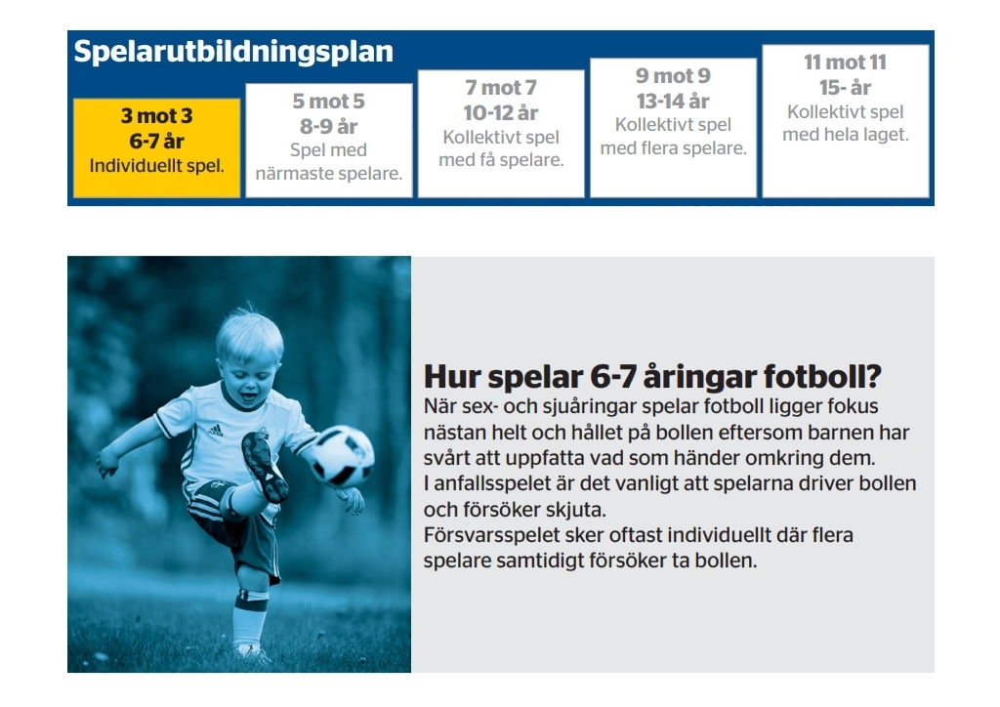 Spelarutbildningsplan
3 mot 3
6-7 år
Individuellt spel.
5 mot 5
8-9 år
Spel med
närmaste spelare.
7 mot 7
10-12 år
Kollektivt spel
med få spelare.
9 mot 9
13-14 år
Kollektivt spel
med flera spelare.
11 mot 11
15- år
Kollektivt spel
med hela laget.
adidas
Hur spelar 6-7 åringar fotboll?
När sex- och sjuåringar spelar fotboll ligger fokus
nästan helt och hållet på bollen eftersom barnen har
svårt att uppfatta vad som händer omkring dem.
I anfallsspelet är det vanligt att spelarna driver bollen
och försöker skjuta.
Försvarsspelet sker oftast individuellt där flera
spelare samtidigt försöker ta bollen.